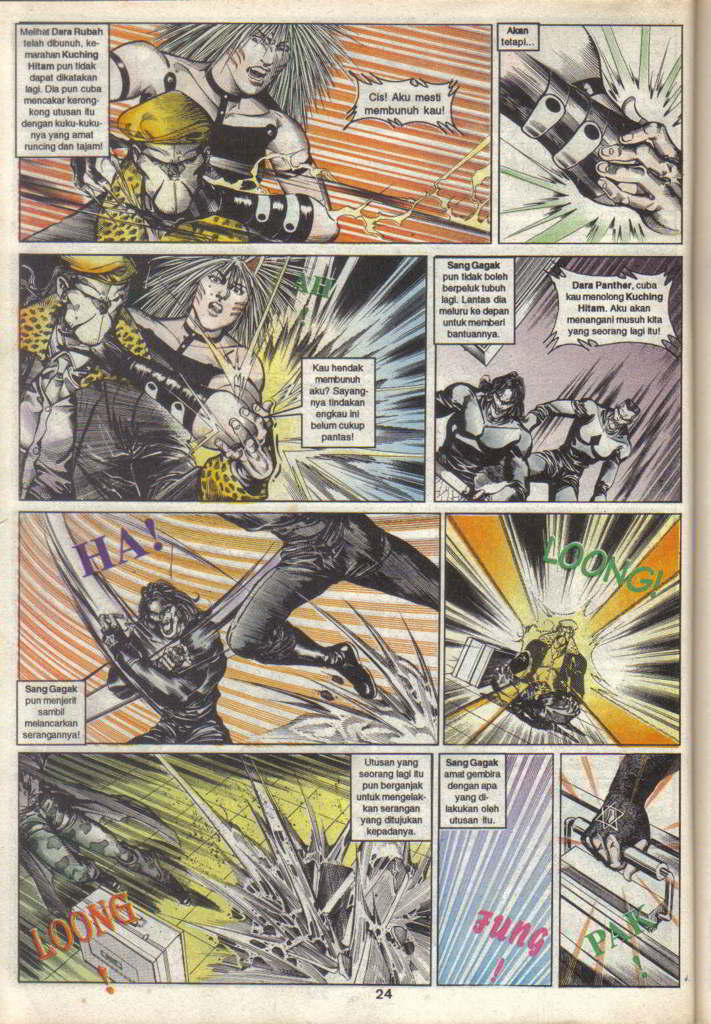 Melihat Dara Rubah
telah dibunuh, ke-
marahan Kuching
Hitam pun tidak
dapat dikatakan
lagi. Dia pun cuba
mencakar kerong-
kong utusan itu
dengan kuku-kuku-
nya yang amat
runcing dan tajam!
Cis! Aku mesti
membunuh kau!
Akan
tetapi...
AH
!
Kau hendak
membunuh
aku? Sayang-
nya tindakan
engkau ini
belum cukup
pantas!
Sang Gagak
pun tidak boleh
berpeluk tubuh
lagi. Lantas dia
meluru ke depan
untuk memberi
bantuannya.
Dara Panther, cuba
kau menolong Kuching
Hitam. Aku akan
menangani musuh kita
yang seorang lagi itu!
HA!
Sang Gagak
pun menjerit
sambil
melancarkan
serangannya!
LOONG!
Utusan yang
seorang lagi itu
pun berganjak
untuk mengelak-
kan serangan
yang ditujukan
kepadanya.
LOONG
!
Sang Gagak
amat gembira
dengan apa
yang di-
lakukan oleh
utusan itu.
JUNG
!
PAK
!
24